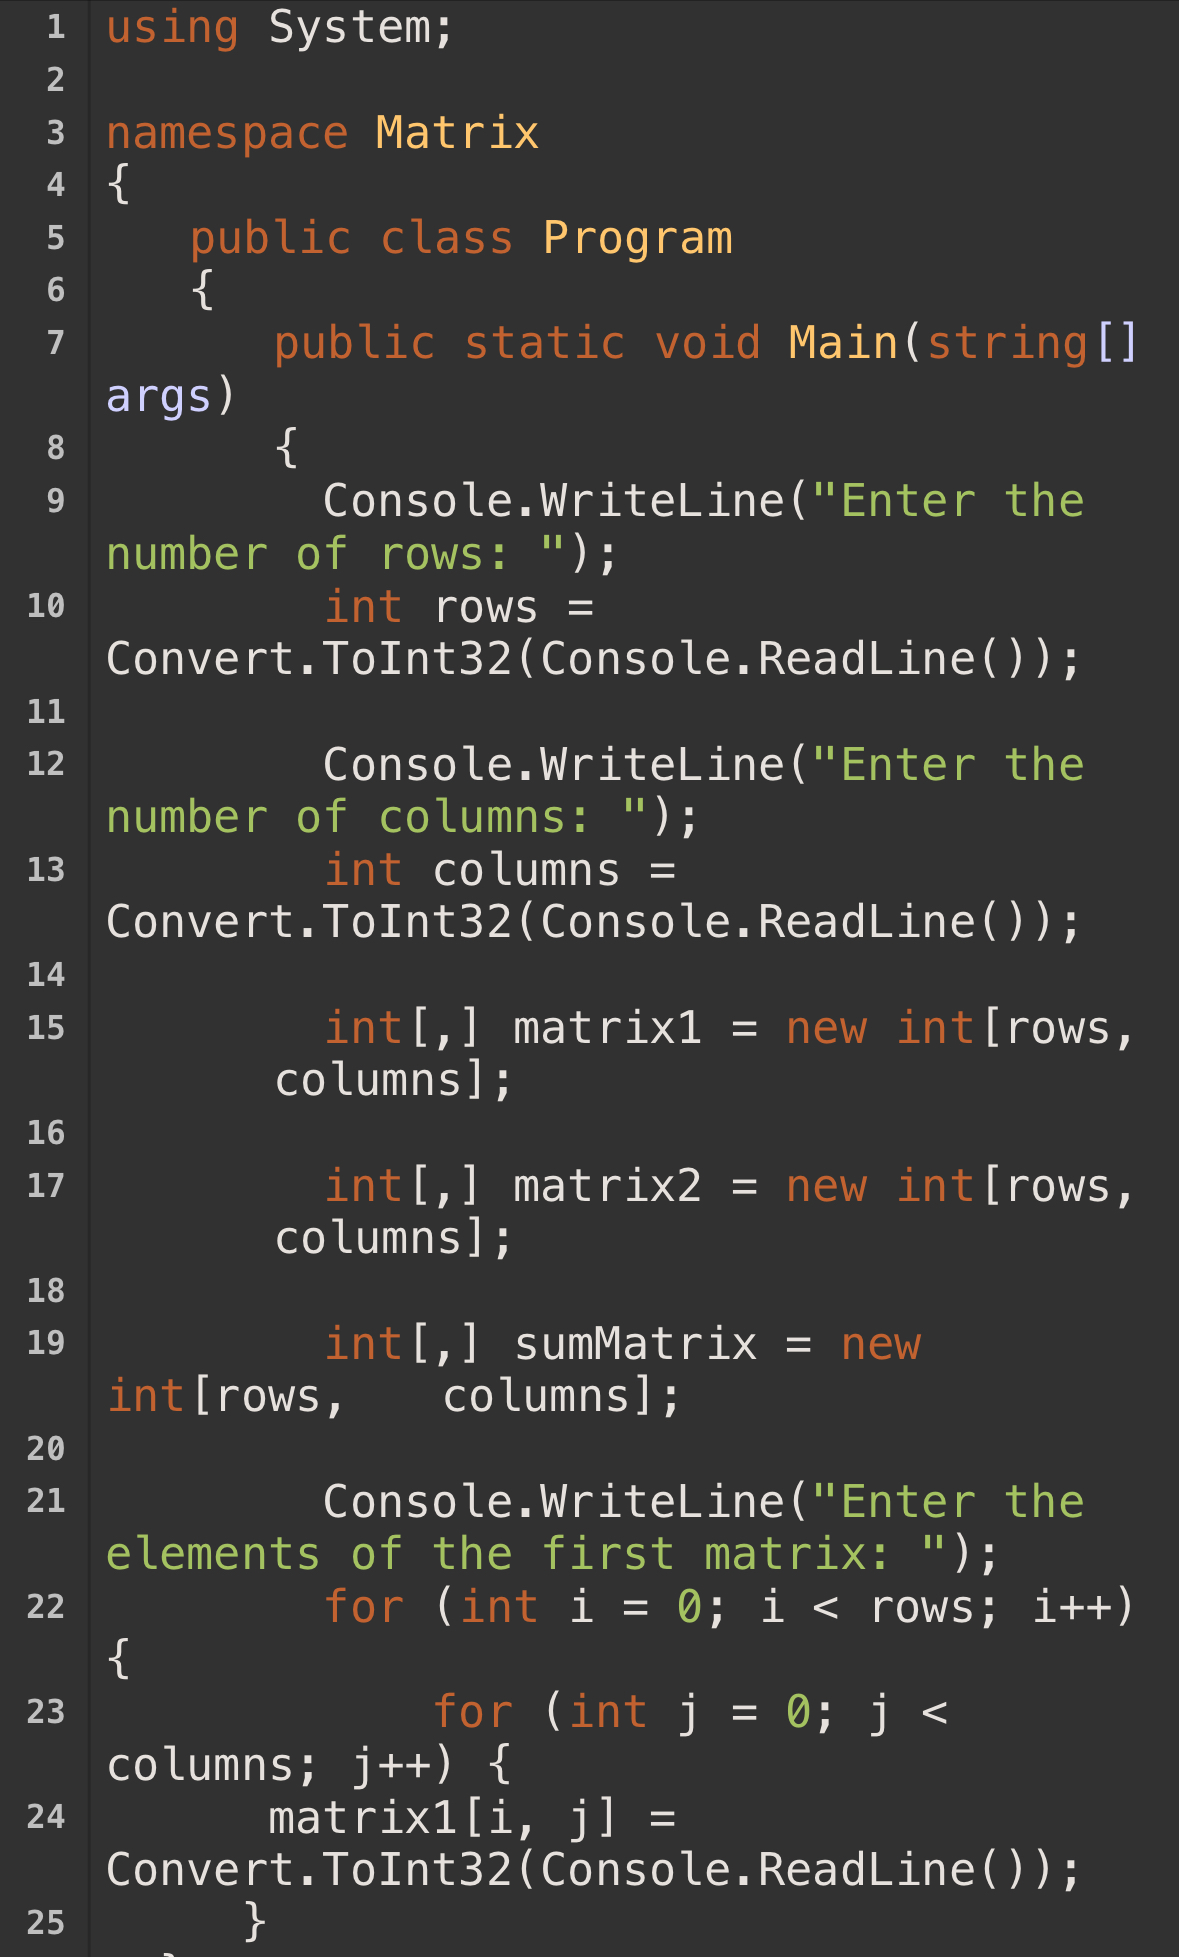 1 using System;
2
3 namespace Matrix
4 {
5 public class Program
6 {
7 public static void Main(string[]
args)
8 {
9 Console.WriteLine("Enter the
number of rows: ");
10 int rows =
Convert.ToInt32(Console.ReadLine());
11
12 Console.WriteLine("Enter the
number of columns: ");
13 int columns =
Convert.ToInt32(Console.ReadLine());
14
15 int[,] matrix1 = new int[rows,
columns];
16
17 int[,] matrix2 = new int[rows,
columns];
18
19 int[,] sumMatrix = new
int[rows, columns];
20
21 Console.WriteLine("Enter the
elements of the first matrix: ");
22 for (int i = 0; i < rows; i++)
{
23 for (int j = 0; j <
columns; j++) {
24 matrix1[i, j] =
Convert.ToInt32(Console.ReadLine());
25 }